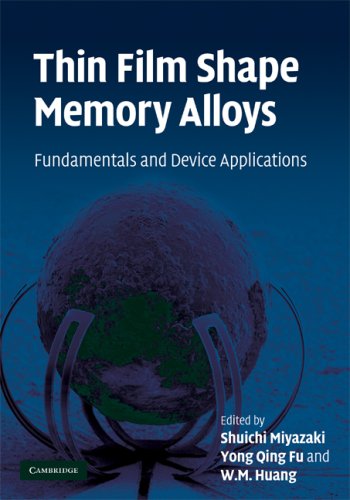 Thin Film Shape
Memory Alloys
Fundamentals and Device Applications
Edited by
Shuichi Miyazaki
Yong Qing Fu and
W.M. Huang
CAMBRIDGE